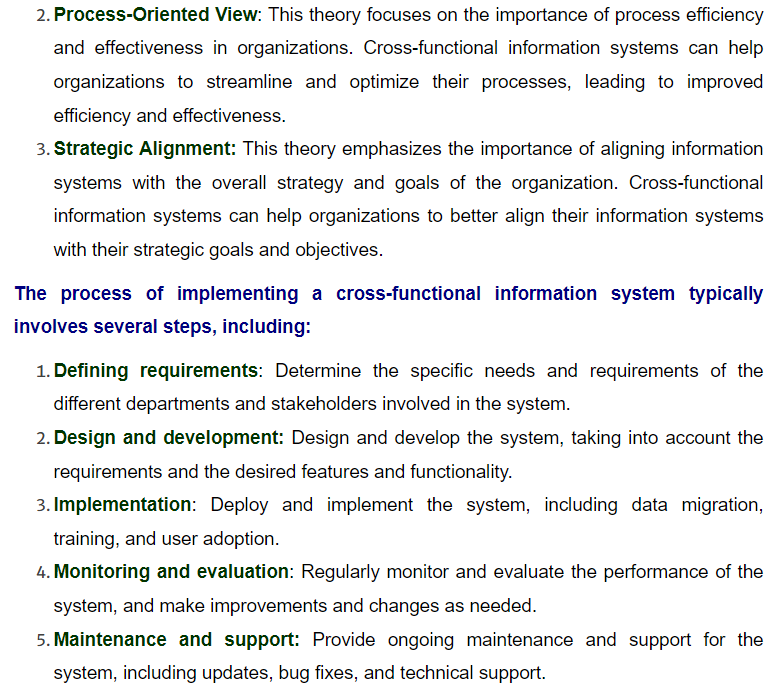 2. Process-Oriented View: This theory focuses on the importance of process efficiency
and effectiveness in organizations. Cross-functional information systems can help
organizations to streamline and optimize their processes, leading to improved
efficiency and effectiveness.
3. Strategic Alignment: This theory emphasizes the importance of aligning information
systems with the overall strategy and goals of the organization. Cross-functional
information systems can help organizations to better align their information systems
with their strategic goals and objectives.
The process of implementing a cross-functional information system typically
involves several steps, including:
1. Defining requirements: Determine the specific needs and requirements of the
different departments and stakeholders involved in the system.
2. Design and development: Design and develop the system, taking into account the
requirements and the desired features and functionality.
3. Implementation: Deploy and implement the system, including data migration,
training, and user adoption.
4. Monitoring and evaluation: Regularly monitor and evaluate the performance of the
system, and make improvements and changes as needed.
5. Maintenance and support: Provide ongoing maintenance and support for the
system, including updates, bug fixes, and technical support.